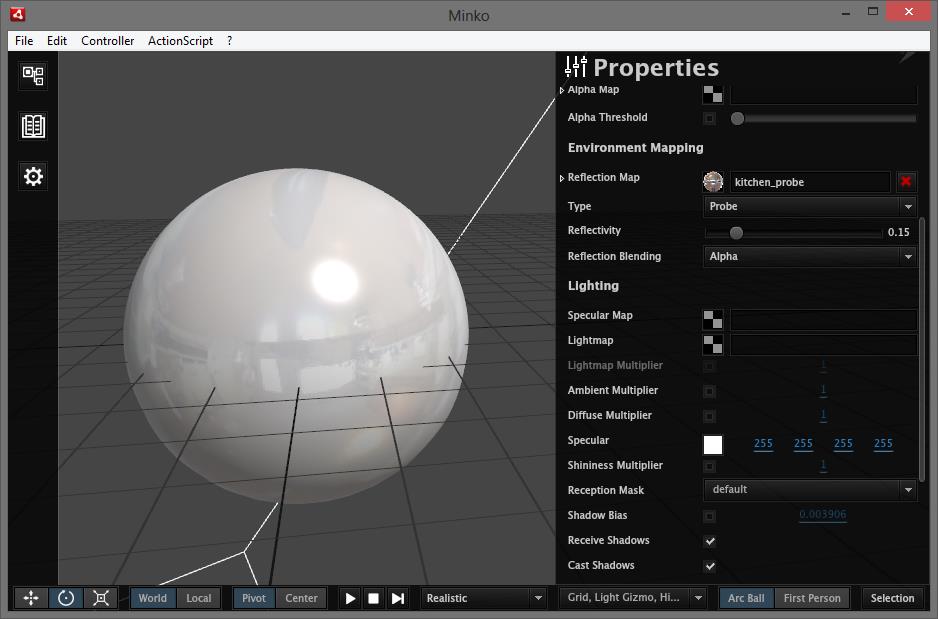 Minko
File Edit Controller ActionScript ?
Properties
Alpha Map
Alpha Threshold
Environment Mapping
Reflection Map kitchen_probe
Type Probe
Reflectivity 0.15
Reflection Blending Alpha
Lighting
Specular Map
Lightmap
Lightmap Multiplier 1
Ambient Multiplier 1
Diffuse Multiplier 1
Specular 255 255 255 255
Shininess Multiplier 1
Reception Mask default
Shadow Bias 0.003906
Receive Shadows
Cast Shadows
World Local Pivot Center Realistic Grid, Light Gizmo, Hi... Arc Ball First Person Selection